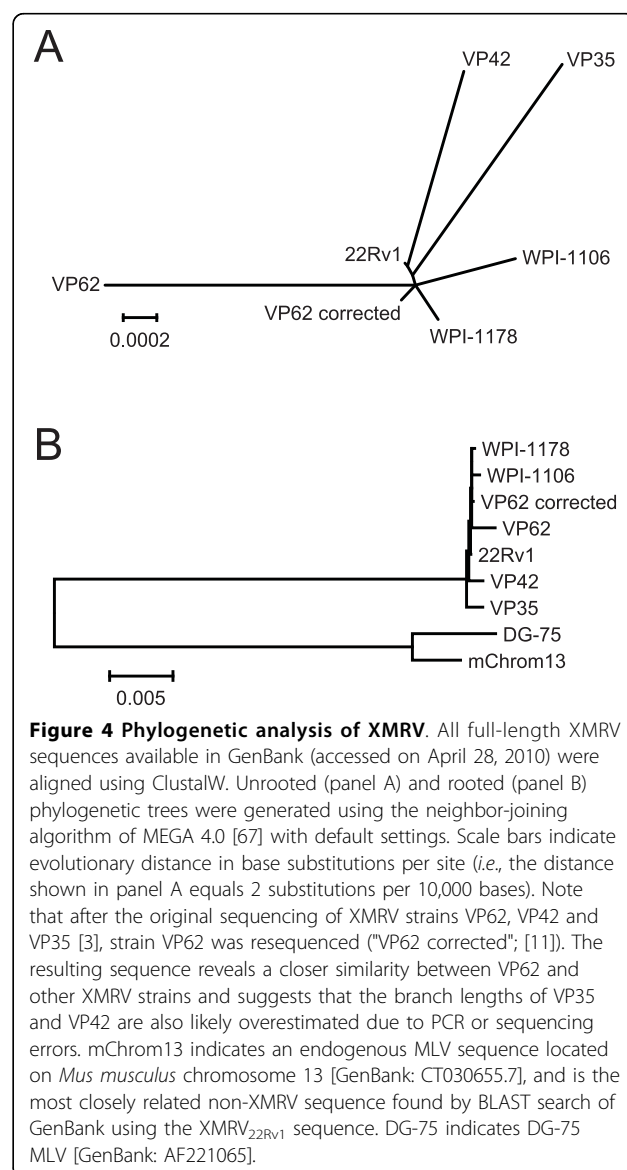 A
VP42
VP35
22Rv1
WPI-1106
VP62
VP62 corrected
0.0002
WPI-1178
B
WPI-1178
WPI-1106
VP62 corrected
VP62
22Rv1
VP42
VP35
DG-75
mChrom13
0.005
Figure 4 Phylogenetic analysis of XMRV. All full-length XMRV
sequences available in GenBank (accessed on April 28, 2010) were
aligned using ClustalW. Unrooted (panel A) and rooted (panel B)
phylogenetic trees were generated using the neighbor-joining
algorithm of MEGA 4.0 [67] with default settings. Scale bars indicate
evolutionary distance in base substitutions per site (i.e., the distance
shown in panel A equals 2 substitutions per 10,000 bases). Note
that after the original sequencing of XMRV strains VP62, VP42 and
VP35 [3], strain VP62 was resequenced ("VP62 corrected"; [11]). The
resulting sequence reveals a closer similarity between VP62 and
other XMRV strains and suggests that the branch lengths of VP35
and VP42 are also likely overestimated due to PCR or sequencing
errors. mChrom13 indicates an endogenous MLV sequence located
on Mus musculus chromosome 13 [GenBank: CT030655.7], and is the
most closely related non-XMRV sequence found by BLAST search of
GenBank using the XMRV22Rv1 sequence. DG-75 indicates DG-75
MLV [GenBank: AF221065].